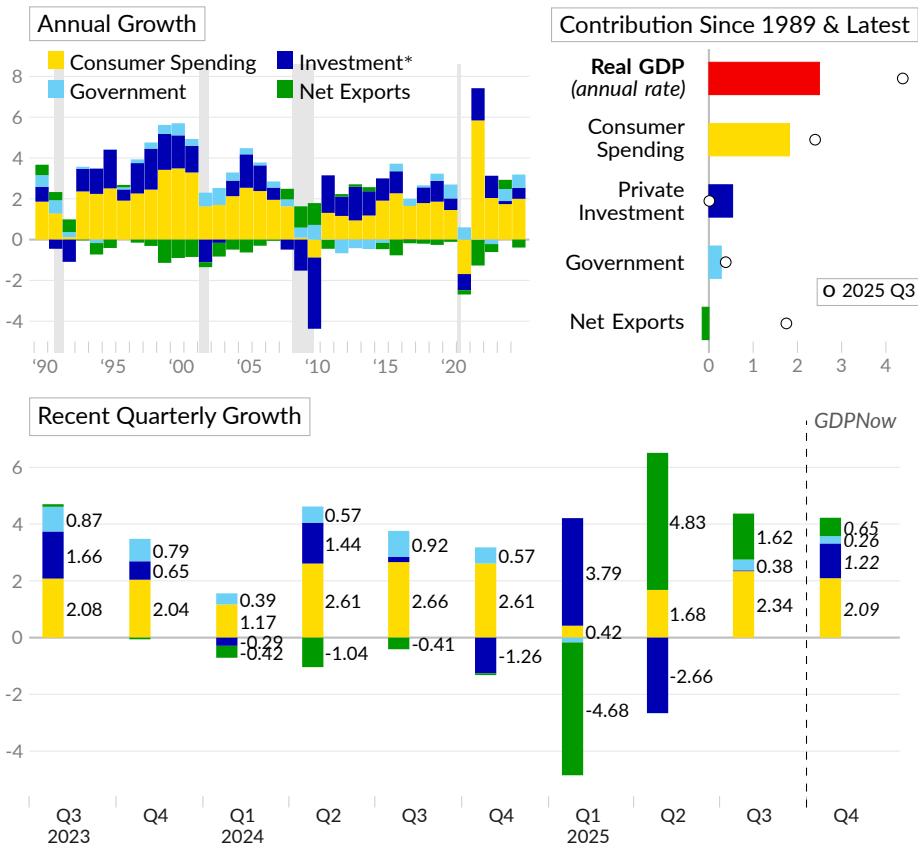 Annual Growth
Consumer Spending
Investment*
Government
Net Exports
8
6
4
2
0
-2
-4
‘90
‘95
‘00
‘05
‘10
‘15
‘20
Contribution Since 1989 & Latest
Real GDP
(annual rate)
Consumer
Spending
Private
Investment
Government
Net Exports
o 2025 Q3
0
1
2
3
4
Recent Quarterly Growth
GDPNow
6
4
2
0
-2
-4
0.87
1.66
2.08
0.79
0.65
2.04
0.39
1.17
-0.29
-0.42
0.57
1.44
2.61
-1.04
0.92
2.66
-0.41
0.57
2.61
-1.26
3.79
0.42
-4.68
4.83
1.68
-2.66
1.62
0.38
2.34
0.65
0.26
1.22
2.09
Q3
2023
Q4
Q1
2024
Q2
Q3
Q4
Q1
2025
Q2
Q3
Q4